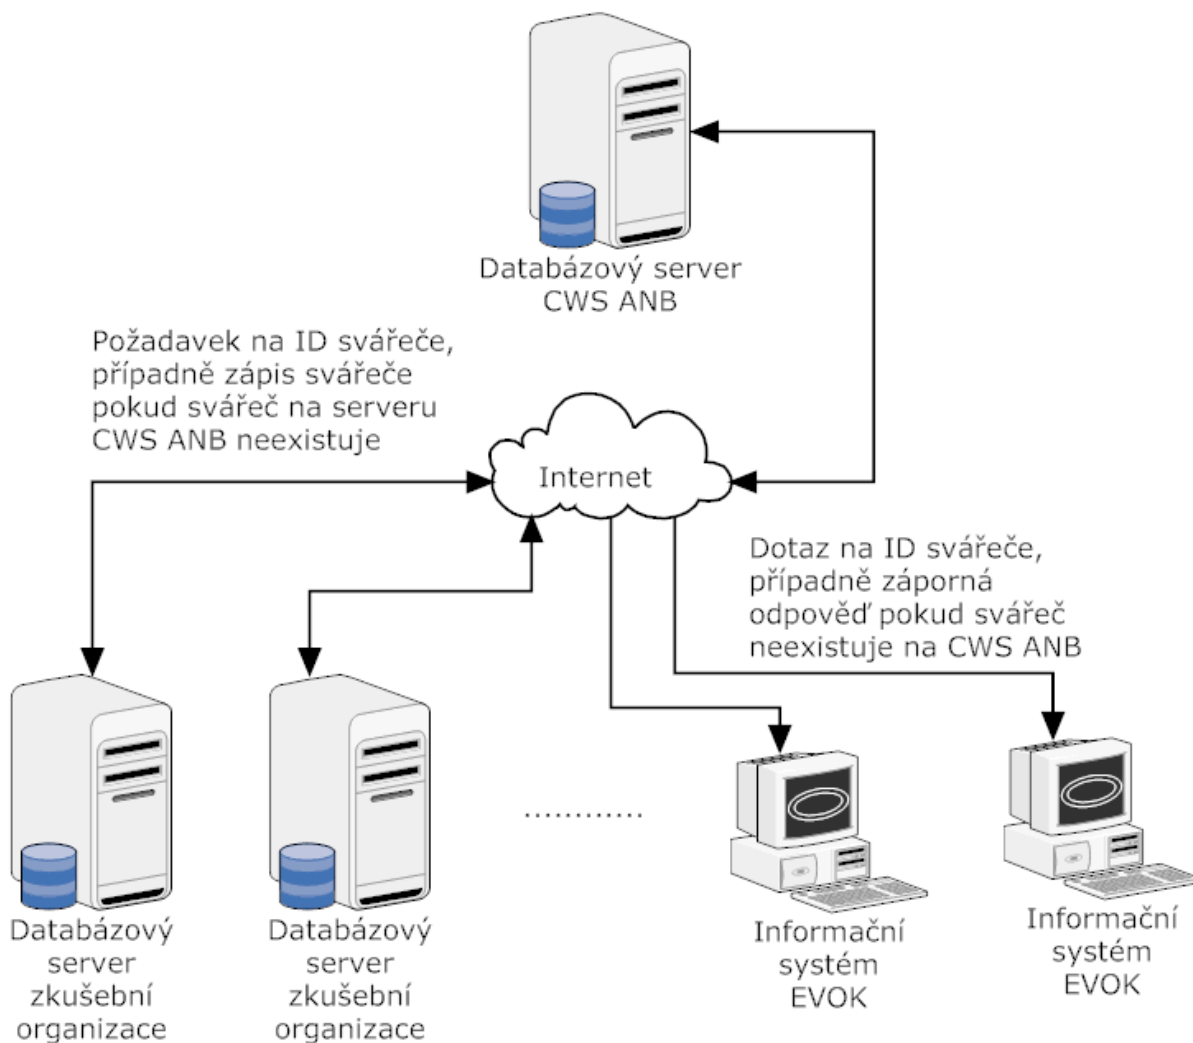 Databázový server
CWS ANB
Požadavek na ID svářeče,
případně zápis svářeče
pokud svářeč na serveru
CWS ANB neexistuje
Internet
Dotaz na ID svářeče,
případně záporná
odpověď pokud svářeč
neexistuje na CWS ANB
............
Databázový
server
zkušební
organizace
Databázový
server
zkušební
organizace
Informační
systém
EVOK
Informační
systém
EVOK